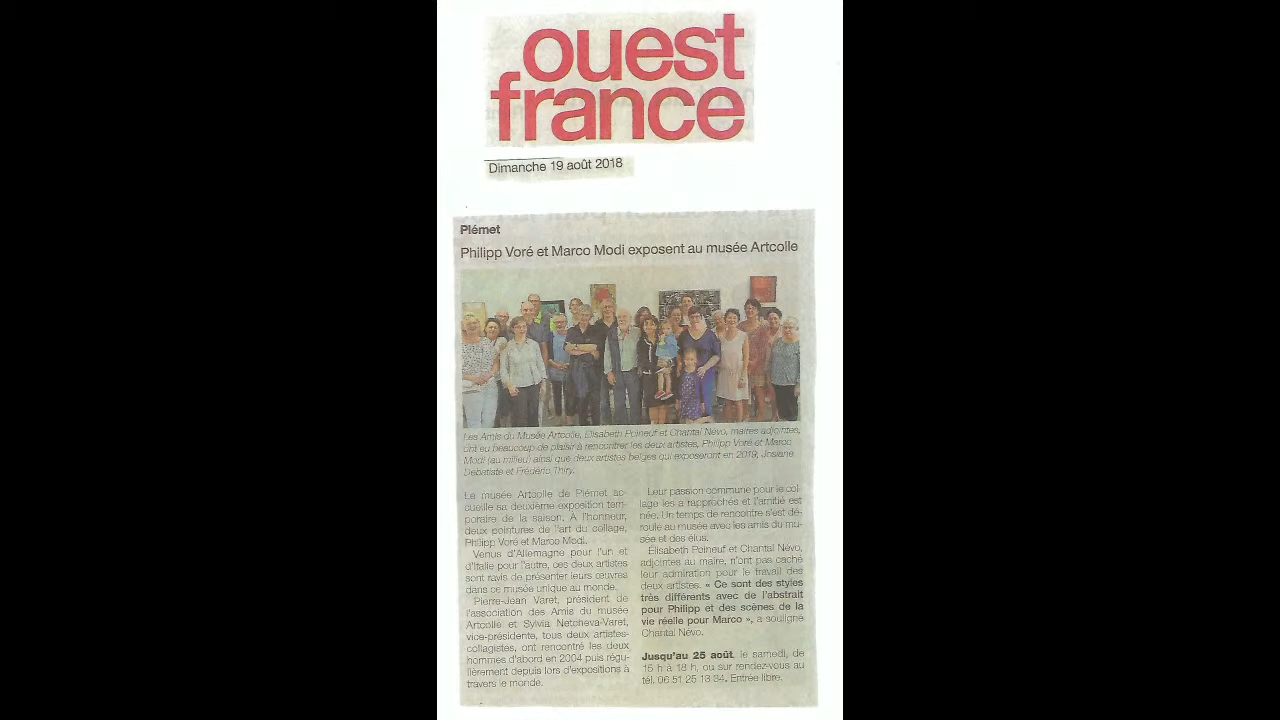 ouest
france
Dimanche 19 août 2018
Plémet
Philipp Voré et Marco Modi exposent au musée Artcolle
Les Amis du Musée Artcolle, Élisabeth Poineuf et Chantal Névo, maires adjointes,
ont eu beaucoup de plaisir à rencontrer les deux artistes, Philipp Voré et Marco
Modi (au milieu) ainsi que deux artistes belges qui exposeront en 2019, Josiane
Debatiste et Frédéric Thiry.
Le musée Artcolle de Plémet ac-
cueille sa deuxième exposition tem-
poraire de la saison. À l'honneur,
deux pointures de l'art du collage,
Philipp Voré et Marco Modi.
Venus d'Allemagne pour l'un et
d'Italie pour l'autre, ces deux artistes
sont ravis de présenter leurs œuvres
dans ce musée unique au monde.
Pierre-Jean Varet, président de
l'association des Amis du musée
Artcolle et Sylvia Netcheva-Varet,
vice-présidente, tous deux artistes-
collagistes, ont rencontré les deux
hommes d'abord en 2004 puis régu-
lièrement depuis lors d'expositions à
travers le monde.
Leur passion commune pour le col-
lage les a rapprochés et l'amitié est
née. Un temps de rencontre s'est dé-
roulé au musée avec les amis du mu-
sée et des élus.
Élisabeth Poineuf et Chantal Névo,
adjointes au maire, n'ont pas caché
leur admiration pour le travail des
deux artistes. « Ce sont des styles
très différents avec de l'abstrait
pour Philipp et des scènes de la
vie réelle pour Marco », a souligné
Chantal Névo.
Jusqu'au 25 août, le samedi, de
15 h à 18 h, ou sur rendez-vous au
tél. 06 51 25 13 84. Entrée libre.